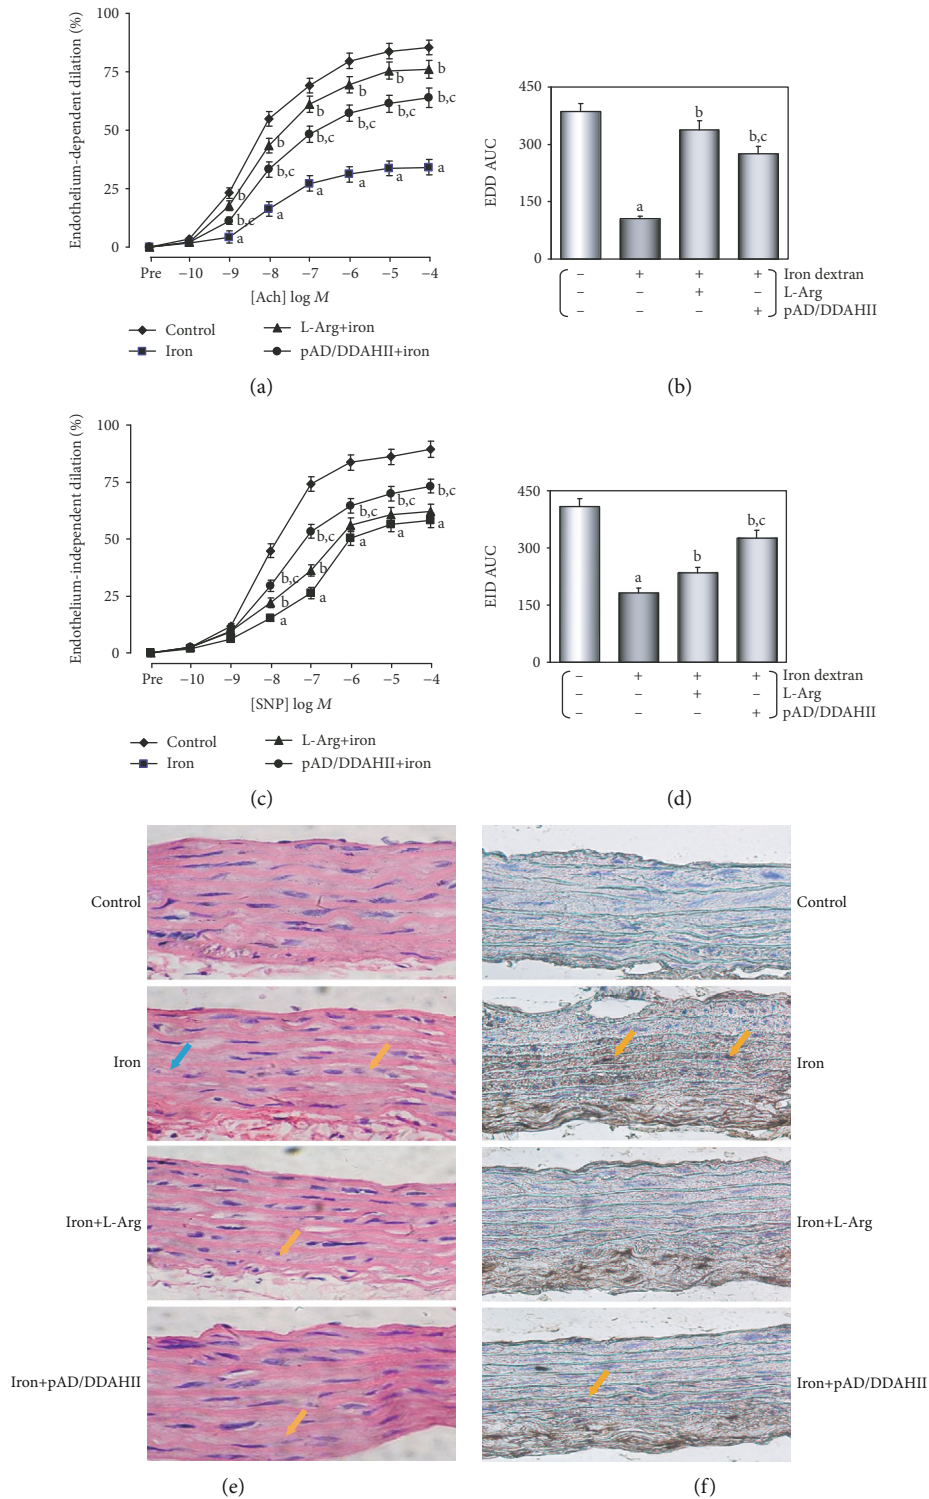 Endothelium-dependent dilation (%)
100
75
50
25
0
b
b
b
b
b
b
b,c
b,c
b,c
b,c
b,c
b,c
a
a
a
a
a
a
Pre −10 −9 −8 −7 −6 −5 −4
[Ach] log M
Control
L-Arg+iron
Iron
pAD/DDAHII+iron
(a)
EDD AUC
450
300
150
0
a
b
b,c
− + + + Iron dextran
− − + − L-Arg
− − − + pAD/DDAHII
(b)
Endothelium-independent dilation (%)
100
75
50
25
0
b,c
b,c
b,c
b,c
b,c
b
b
a
a
a
a
a
Pre −10 −9 −8 −7 −6 −5 −4
[SNP] log M
Control
L-Arg+iron
Iron
pAD/DDAHII+iron
(c)
EID AUC
450
300
150
0
a
b
b,c
− + + + Iron dextran
− − + − L-Arg
− − − + pAD/DDAHII
(d)
Control
Iron
Iron+L-Arg
Iron+pAD/DDAHII
(e)
Control
Iron
Iron+L-Arg
Iron+pAD/DDAHII
(f)